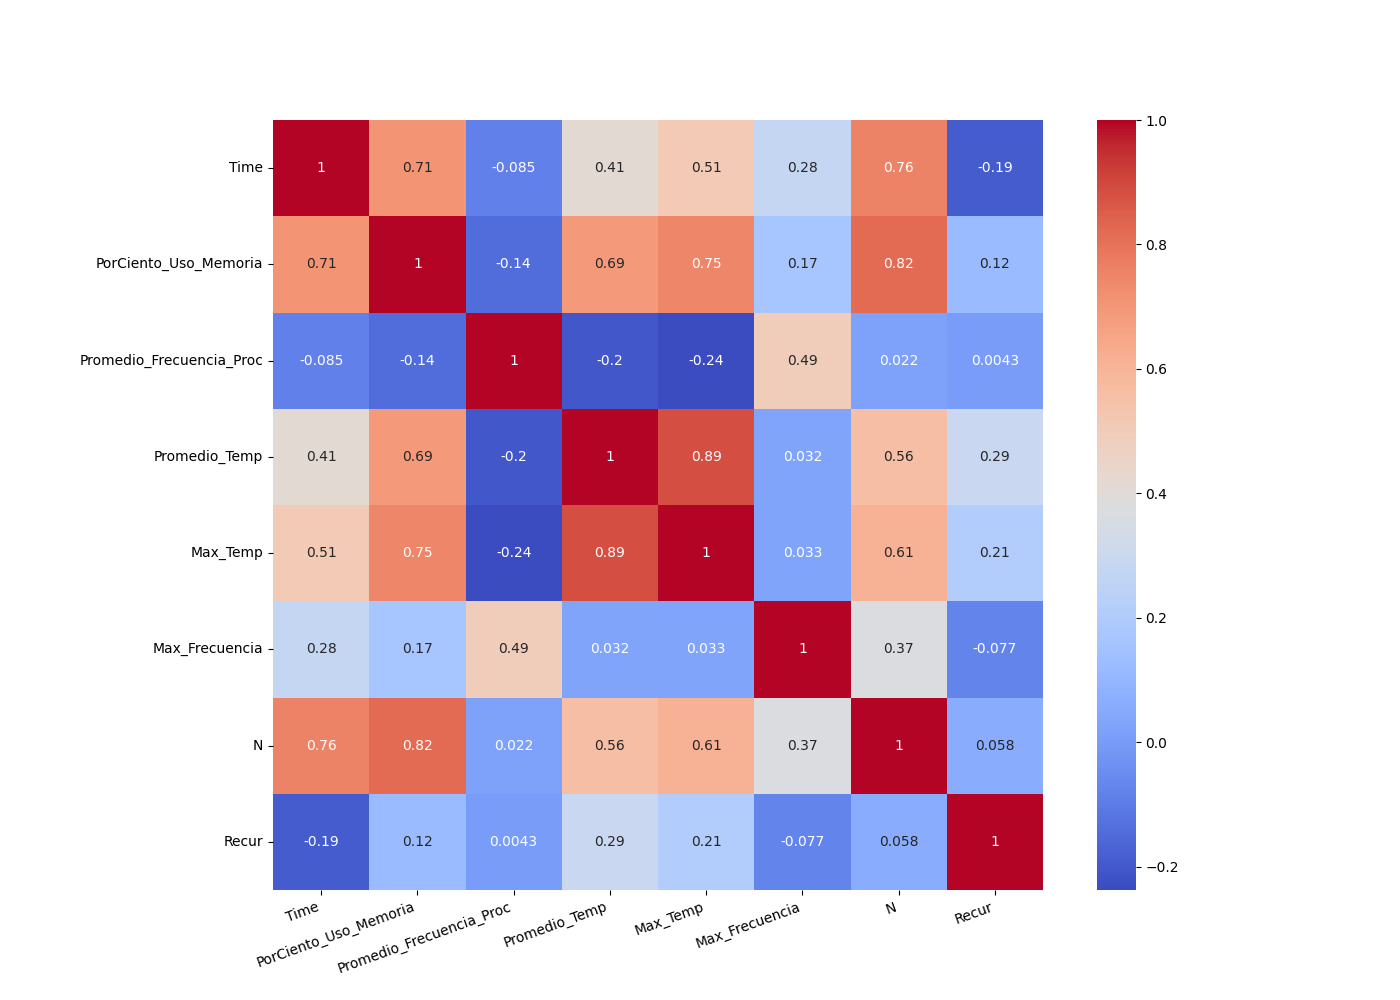 Time 1 0.71 -0.085 0.41 0.51 0.28 0.76 -0.19
PorCiento_Uso_Memoria 0.71 1 -0.14 0.69 0.75 0.17 0.82 0.12
Promedio_Frecuencia_Proc -0.085 -0.14 1 -0.2 -0.24 0.49 0.022 0.0043
Promedio_Temp 0.41 0.69 -0.2 1 0.89 0.032 0.56 0.29
Max_Temp 0.51 0.75 -0.24 0.89 1 0.033 0.61 0.21
Max_Frecuencia 0.28 0.17 0.49 0.032 0.033 1 0.37 -0.077
N 0.76 0.82 0.022 0.56 0.61 0.37 1 0.058
Recur -0.19 0.12 0.0043 0.29 0.21 -0.077 0.058 1
Time
PorCiento_Uso_Memoria
Promedio_Frecuencia_Proc
Promedio_Temp
Max_Temp
Max_Frecuencia
N
Recur
1.0
0.8
0.6
0.4
0.2
0.0
−0.2